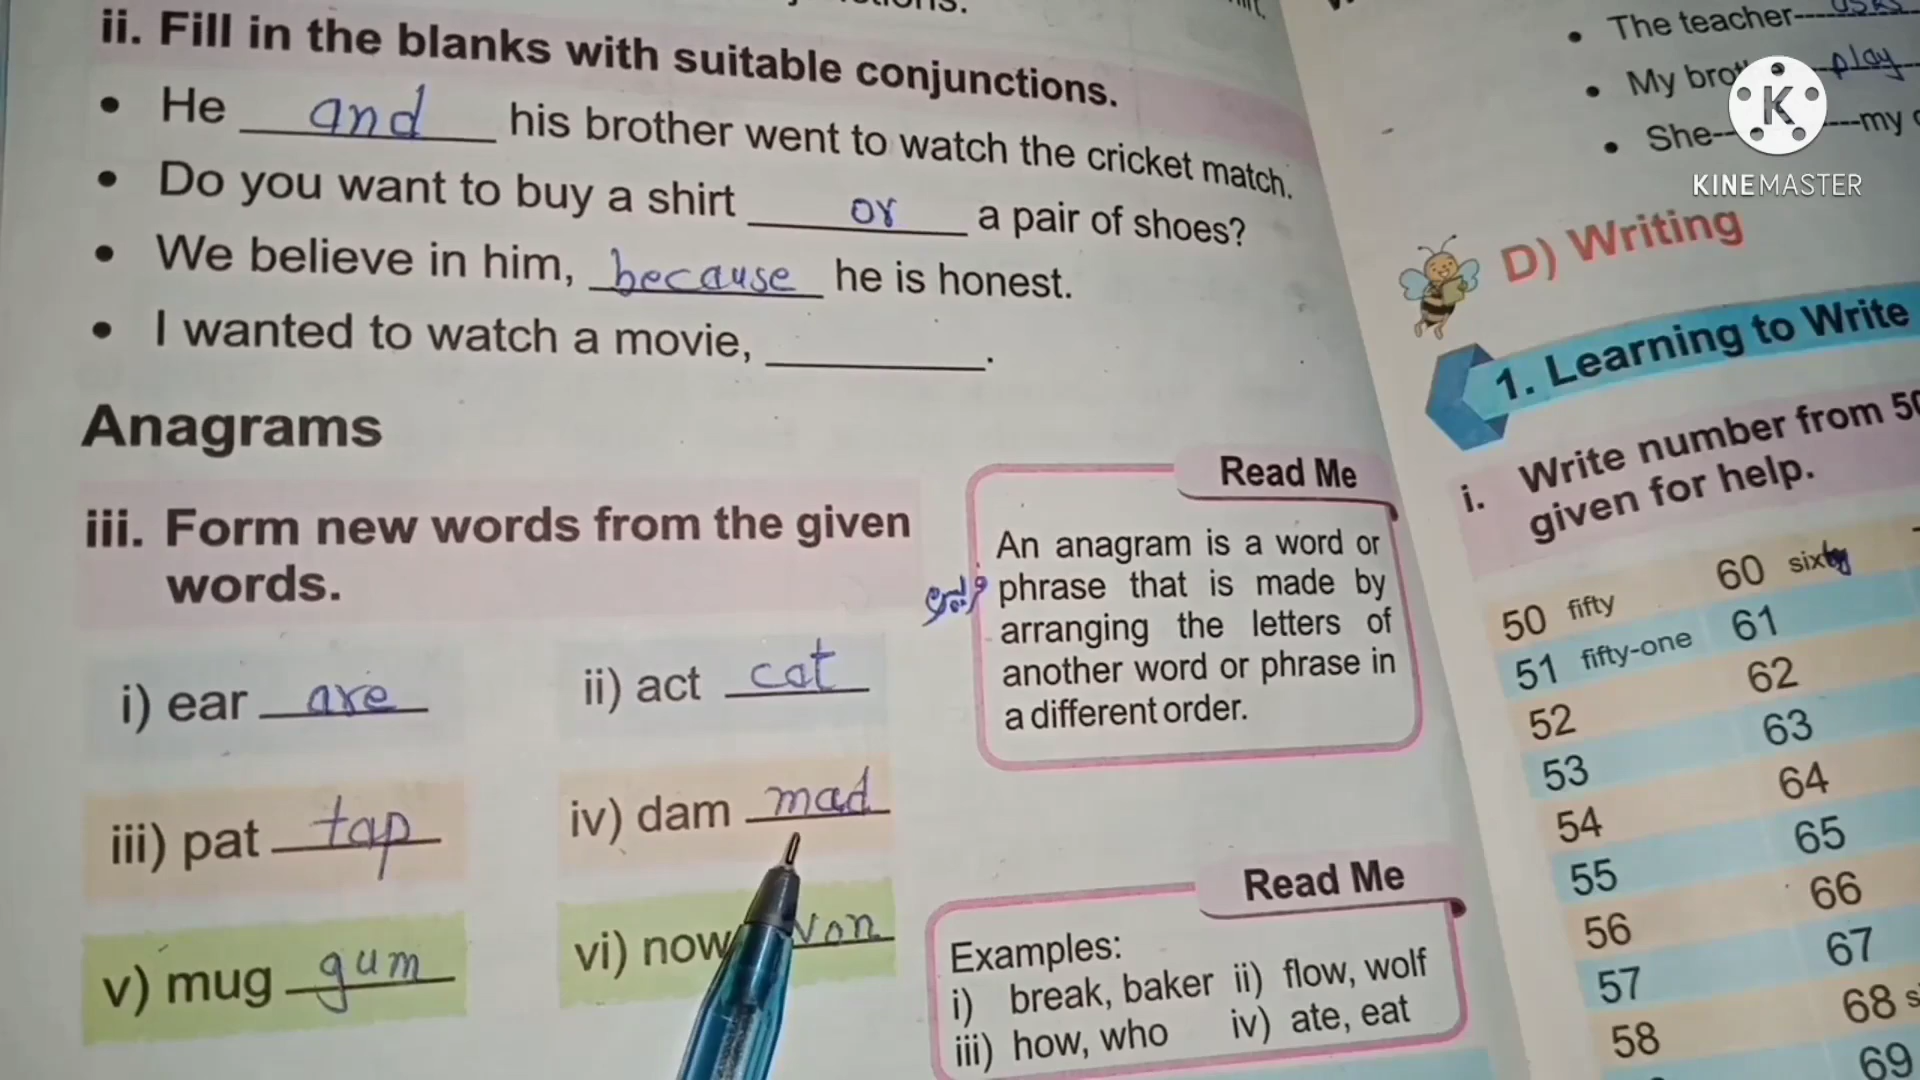 ii. Fill in the blanks with suitable conjunctions.
• He and his brother went to watch the cricket match.
• Do you want to buy a shirt or a pair of shoes?
• We believe in him, because he is honest.
• I wanted to watch a movie, ________.
Anagrams
iii. Form new words from the given
words.
i) ear are ii) act cat
iii) pat tap iv) dam mad
v) mug gum vi) now won
Read Me
An anagram is a word or
phrase that is made by
arranging the letters of
another word or phrase in
a different order.
Read Me
Examples:
i) break, baker ii) flow, wolf
iii) how, who iv) ate, eat
• The teacher asks
• My play
• She my
KINEMASTER
D) Writing
1. Learning to Write
i. Write number from 50
given for help.
50 fifty 60 sixty
51 fifty-one 61
52 62
53 63
54 64
55 65
56 66
57 67
58 68
69